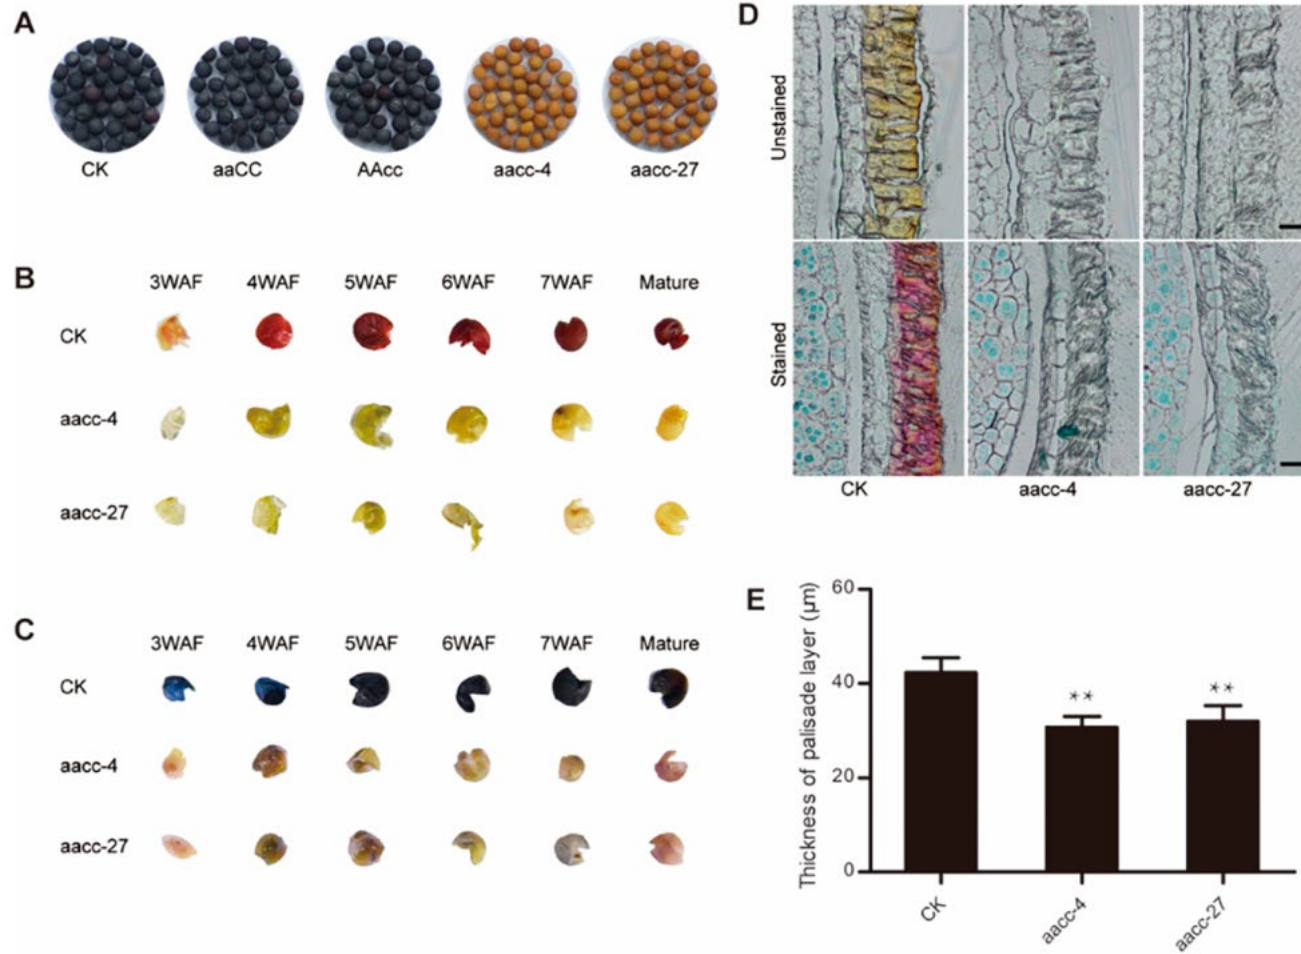 A
CK aaCC AAcc aacc-4 aacc-27
B
3WAF 4WAF 5WAF 6WAF 7WAF Mature
CK
aacc-4
aacc-27
C
3WAF 4WAF 5WAF 6WAF 7WAF Mature
CK
aacc-4
aacc-27
D
Unstained
Stained
CK aacc-4 aacc-27
E
Thickness of palisade layer (μm)
60
40
20
0
** **
CK aacc-4 aacc-27